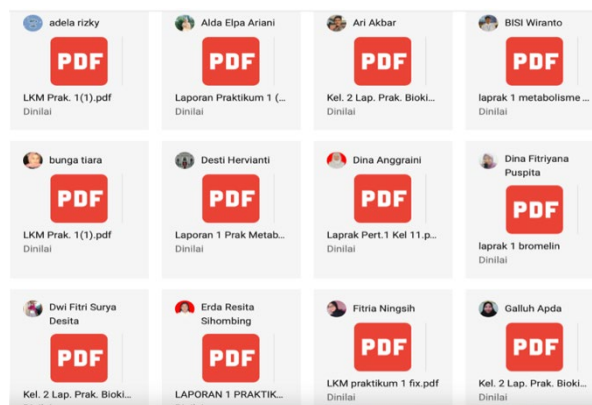 adela rizky
PDF
LKM Prak. 1(1).pdf
Dinilai
Alda Elpa Ariani
PDF
Laporan Praktikum 1 (...
Dinilai
Ari Akbar
PDF
Kel. 2 Lap. Prak. Bioki...
Dinilai
BISI Wiranto
PDF
laprak 1 metabolisme ...
Dinilai
bunga tiara
PDF
LKM Prak. 1(1).pdf
Dinilai
Desti Hervianti
PDF
Laporan 1 Prak Metab...
Dinilai
Dina Anggraini
PDF
Laprak Pert.1 Kel 11.p...
Dinilai
Dina Fitriyana
Puspita
PDF
laprak 1 bromelin
Dinilai
Dwi Fitri Surya
Desita
PDF
Kel. 2 Lap. Prak. Bioki...
Erda Resita
Sihombing
PDF
LAPORAN 1 PRAKTIK...
Fitria Ningsih
PDF
LKM praktikum 1 fix.pdf
Dinilai
Galluh Apda
PDF
Kel. 2 Lap. Prak. Bioki...
Dinilai